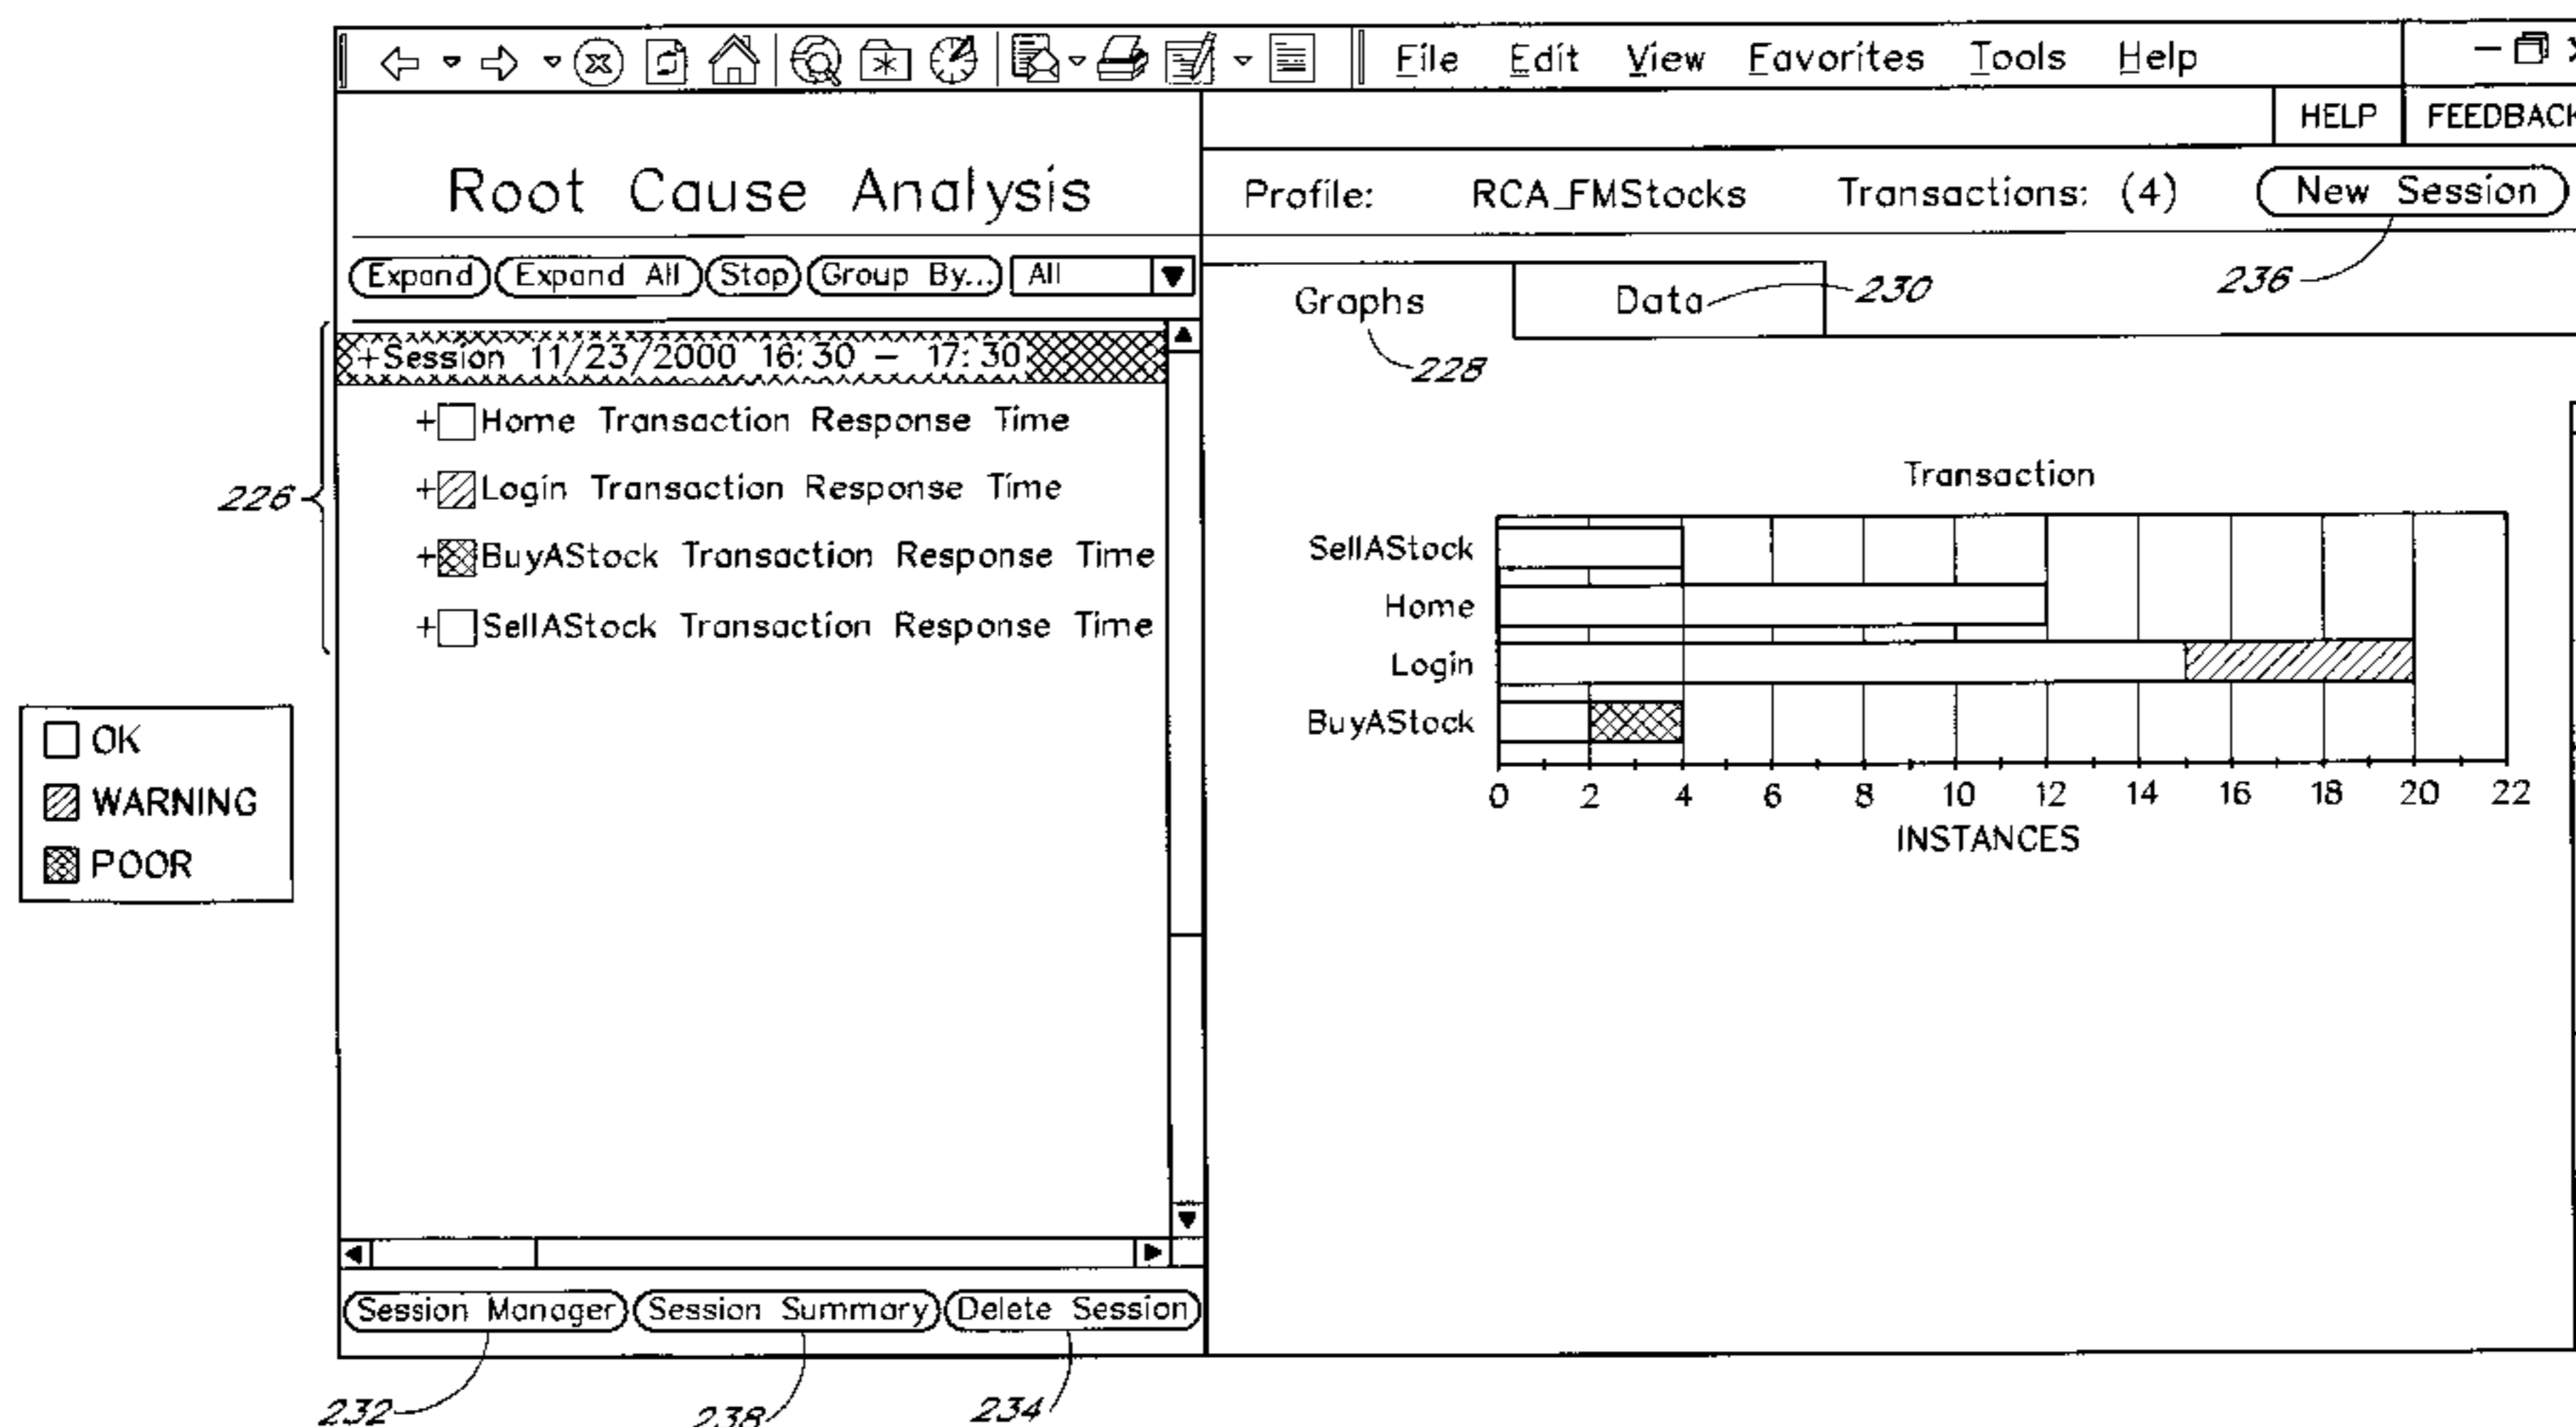 File Edit View Favorites Tools Help
HELP FEEDBACK
Root Cause Analysis
Profile: RCA_FMStocks Transactions: (4) New Session
236
Expand Expand All Stop Group By... All
Graphs Data 230
228
+Session 11/23/2000 16:30 - 17:30
+Home Transaction Response Time
+Login Transaction Response Time
+BuyAStock Transaction Response Time
+SellAStock Transaction Response Time
226
OK
WARNING
POOR
Transaction
SellAStock
Home
Login
BuyAStock
0 2 4 6 8 10 12 14 16 18 20 22
INSTANCES
Session Manager Session Summary Delete Session
232 238 234